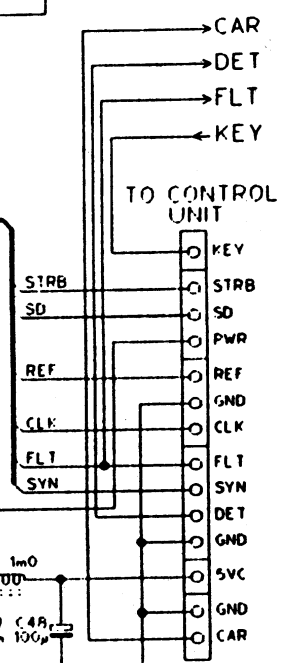 CAR
DET
FLT
KEY
TO CONTROL
UNIT
KEY
STRB STRB
SD SD
PWR
REF REF
GND
CLK CLK
FLT FLT
SYN SYN
DET
GND
1m0
5VC
C48
100µ
GND
CAR